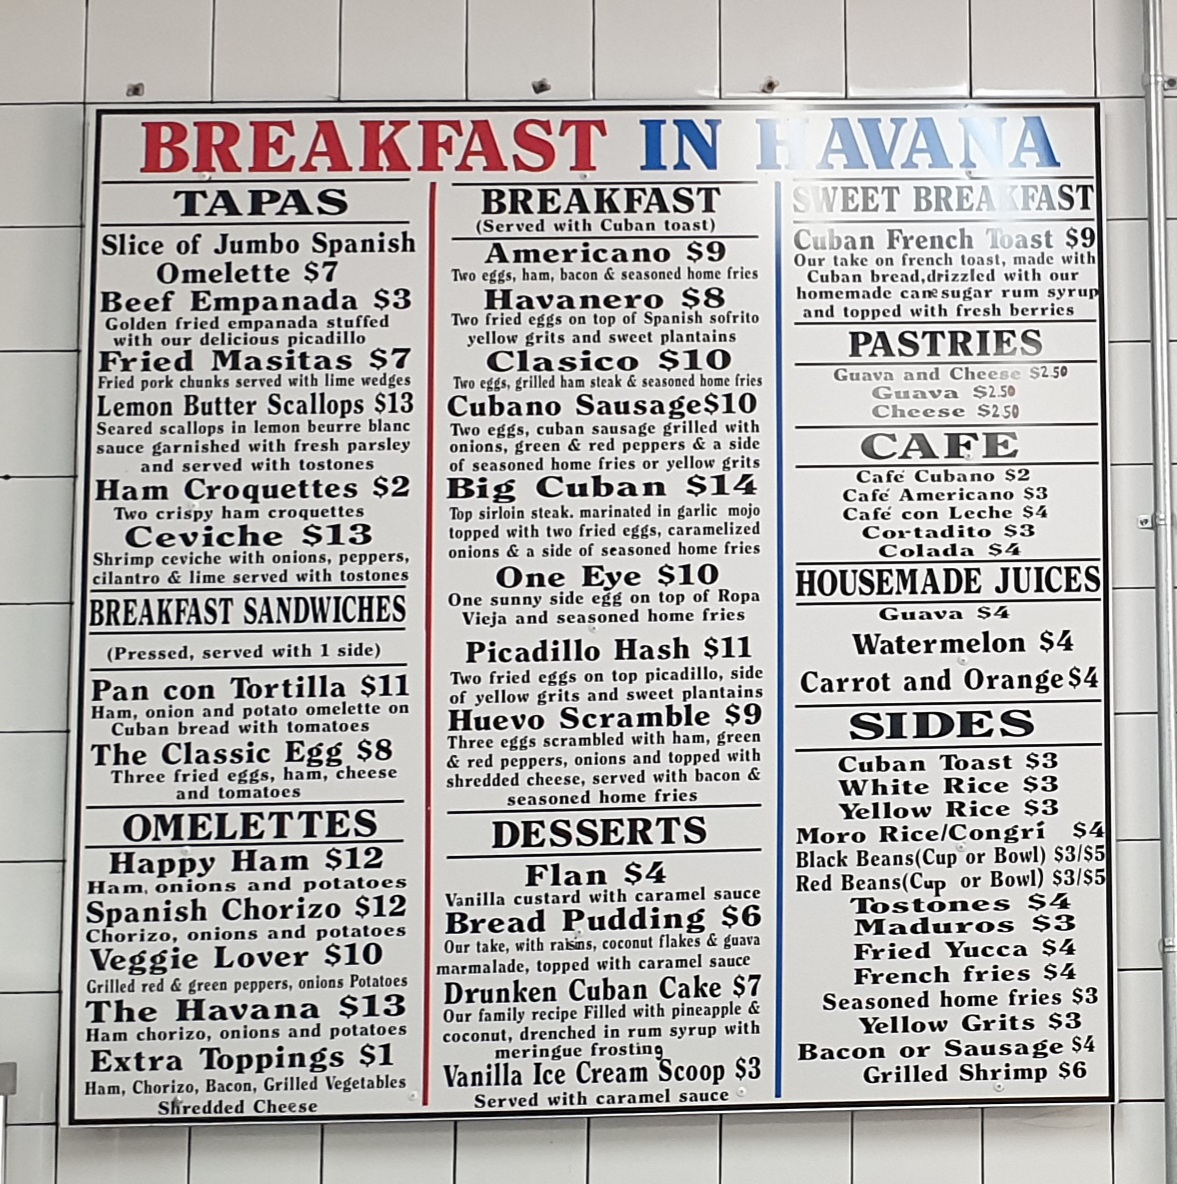 BREAKFAST IN HAVANA
TAPAS
Slice of Jumbo Spanish
Omelette $7
Beef Empanada $3
Golden fried empanada stuffed
with our delicious picadillo
Fried Masitas $7
Fried pork chunks served with lime wedges
Lemon Butter Scallops $13
Seared scallops in lemon beurre blanc
sauce garnished with fresh parsley
and served with tostones
Ham Croquettes $2
Two crispy ham croquettes
Ceviche $13
Shrimp ceviche with onions, peppers,
cilantro & lime served with tostones
BREAKFAST SANDWICHES
(Pressed, served with 1 side)
Pan con Tortilla $11
Ham, onion and potato omelette on
Cuban bread with tomatoes
The Classic Egg $8
Three fried eggs, ham, cheese
and tomatoes
OMELETTES
Happy Ham $12
Ham, onions and potatoes
Spanish Chorizo $12
Chorizo, onions and potatoes
Veggie Lover $10
Grilled red & green peppers, onions Potatoes
The Havana $13
Ham chorizo, onions and potatoes
Extra Toppings $1
Ham, Chorizo, Bacon, Grilled Vegetables
Shredded Cheese
BREAKFAST
(Served with Cuban toast)
Americano $9
Two eggs, ham, bacon & seasoned home fries
Havanero $8
Two fried eggs on top of Spanish sofrito
yellow grits and sweet plantains
Clasico $10
Two eggs, grilled ham steak & seasoned home fries
Cubano Sausage$10
Two eggs, cuban sausage grilled with
onions, green & red peppers & a side
of seasoned home fries or yellow grits
Big Cuban $14
Top sirloin steak. marinated in garlic mojo
topped with two fried eggs, caramelized
onions & a side of seasoned home fries
One Eye $10
One sunny side egg on top of Ropa
Vieja and seasoned home fries
Picadillo Hash $11
Two fried eggs on top picadillo, side
of yellow grits and sweet plantains
Huevo Scramble $9
Three eggs scrambled with ham, green
& red peppers, onions and topped with
shredded cheese, served with bacon &
seasoned home fries
DESSERTS
Flan $4
Vanilla custard with caramel sauce
Bread Pudding $6
Our take, with raisins, coconut flakes & guava
marmalade, topped with caramel sauce
Drunken Cuban Cake $7
Our family recipe Filled with pineapple &
coconut, drenched in rum syrup with
meringue frosting
Vanilla Ice Cream Scoop $3
Served with caramel sauce
SWEET BREAKFAST
Cuban French Toast $9
Our take on french toast, made with
Cuban bread,drizzled with our
homemade cane sugar rum syrup
and topped with fresh berries
PASTRIES
Guava and Cheese $2.50
Guava $2.50
Cheese $2.50
CAFE
Café Cubano $2
Café Americano $3
Café con Leche $4
Cortadito $3
Colada $4
HOUSEMADE JUICES
Guava $4
Watermelon $4
Carrot and Orange $4
SIDES
Cuban Toast $3
White Rice $3
Yellow Rice $3
Moro Rice/Congrí $4
Black Beans(Cup or Bowl) $3/$5
Red Beans(Cup or Bowl) $3/$5
Tostones $4
Maduros $3
Fried Yucca $4
French fries $4
Seasoned home fries $3
Yellow Grits $3
Bacon or Sausage $4
Grilled Shrimp $6